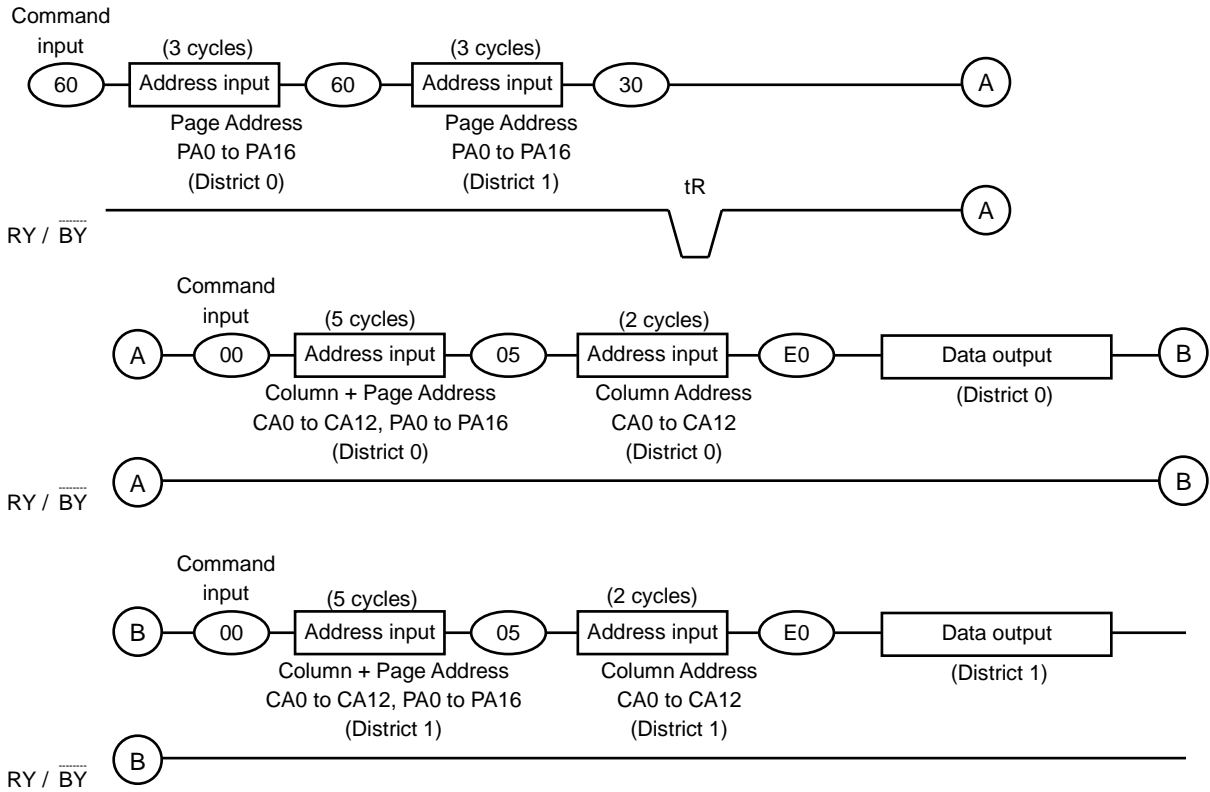 Command
input
(3 cycles)
(3 cycles)
60
Address input
60
Address input
30
A
Page Address
PA0 to PA16
(District 0)
Page Address
PA0 to PA16
(District 1)
tR
A
RY / BY
Command
input
(5 cycles)
(2 cycles)
A
00
Address input
05
Address input
E0
Data output
B
Column + Page Address
CA0 to CA12, PA0 to PA16
(District 0)
Column Address
CA0 to CA12
(District 0)
(District 0)
A
B
RY / BY
Command
input
(5 cycles)
(2 cycles)
B
00
Address input
05
Address input
E0
Data output
Column + Page Address
CA0 to CA12, PA0 to PA16
(District 1)
Column Address
CA0 to CA12
(District 1)
(District 1)
B
RY / BY